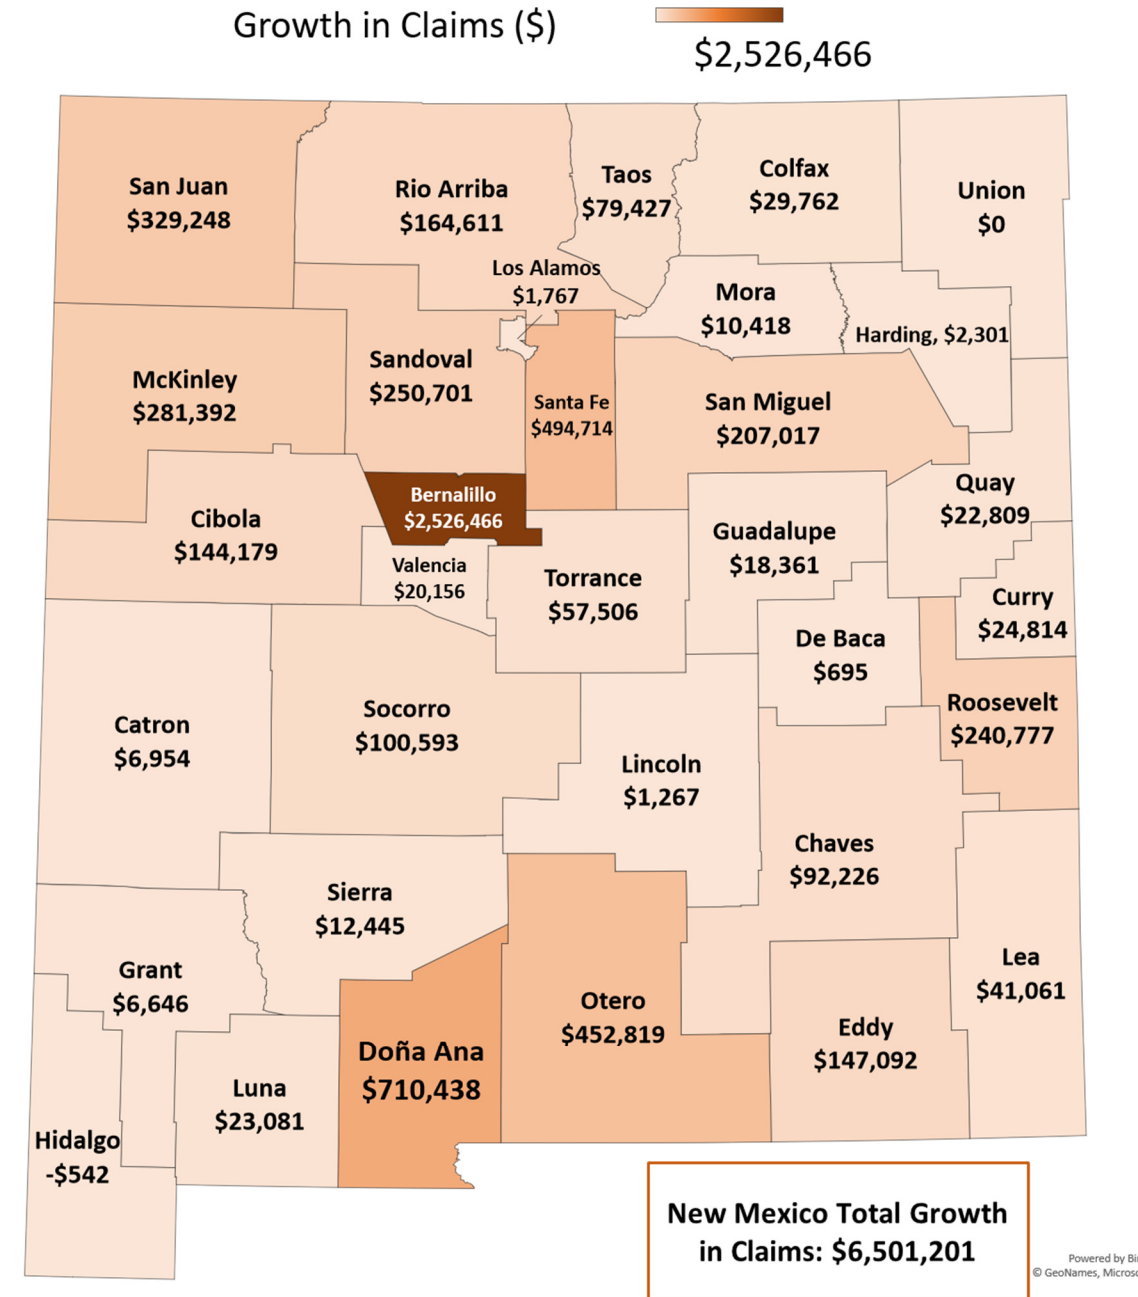 Growth in Claims ($)
$2,526,466
San Juan
$329,248
Rio Arriba
$164,611
Taos
$79,427
Colfax
$29,762
Union
$0
Los Alamos
$1,767
Mora
$10,418
Harding, $2,301
McKinley
$281,392
Sandoval
$250,701
Santa Fe
$494,714
San Miguel
$207,017
Quay
$22,809
Bernalillo
$2,526,466
Cibola
$144,179
Guadalupe
$18,361
Valencia
$20,156
Torrance
$57,506
Curry
$24,814
De Baca
$695
Roosevelt
$240,777
Catron
$6,954
Socorro
$100,593
Lincoln
$1,267
Chaves
$92,226
Sierra
$12,445
Grant
$6,646
Otero
$452,819
Lea
$41,061
Eddy
$147,092
Doña Ana
$710,438
Luna
$23,081
Hidalgo
-$542
New Mexico Total Growth
in Claims: $6,501,201
Powered by
© GeoNames,